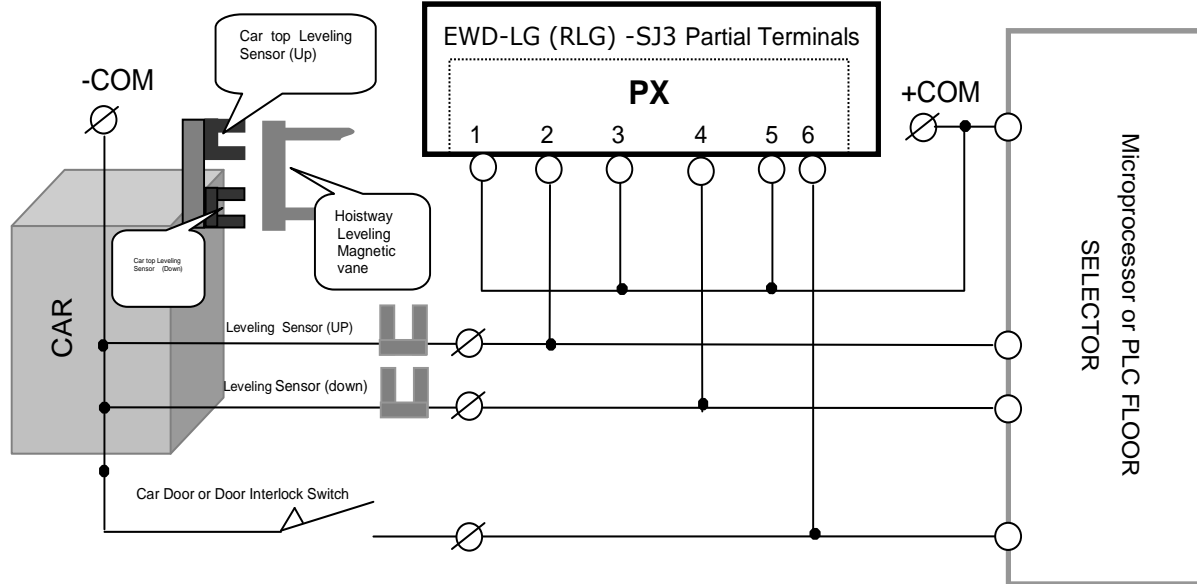 Car top Leveling
Sensor (Up)
EWD-LG (RLG) -SJ3 Partial Terminals
PX
1 2 3 4 5 6
-COM
+COM
Hoistway
Leveling
Magnetic
vane
Car top Leveling
Sensor (Down)
CAR
Leveling Sensor (UP)
Leveling Sensor (down)
Car Door or Door Interlock Switch
Microprocessor or PLC FLOOR
SELECTOR